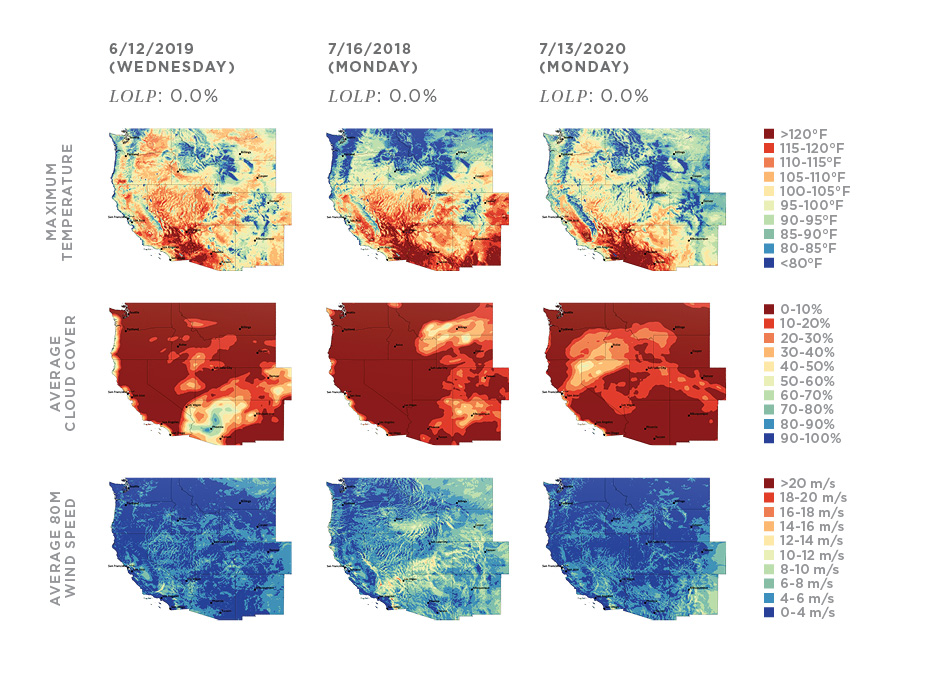 6/12/2019
(WEDNESDAY)
LOLP: 0.0%
7/16/2018
(MONDAY)
LOLP: 0.0%
7/13/2020
(MONDAY)
LOLP: 0.0%
MAXIMUM
TEMPERATURE
>120°F
115-120°F
110-115°F
105-110°F
100-105°F
95-100°F
90-95°F
85-90°F
80-85°F
<80°F
AVERAGE
CLOUD COVER
0-10%
10-20%
20-30%
30-40%
40-50%
50-60%
60-70%
70-80%
80-90%
90-100%
AVERAGE 80M
WIND SPEED
>20 m/s
18-20 m/s
16-18 m/s
14-16 m/s
12-14 m/s
10-12 m/s
8-10 m/s
6-8 m/s
4-6 m/s
0-4 m/s